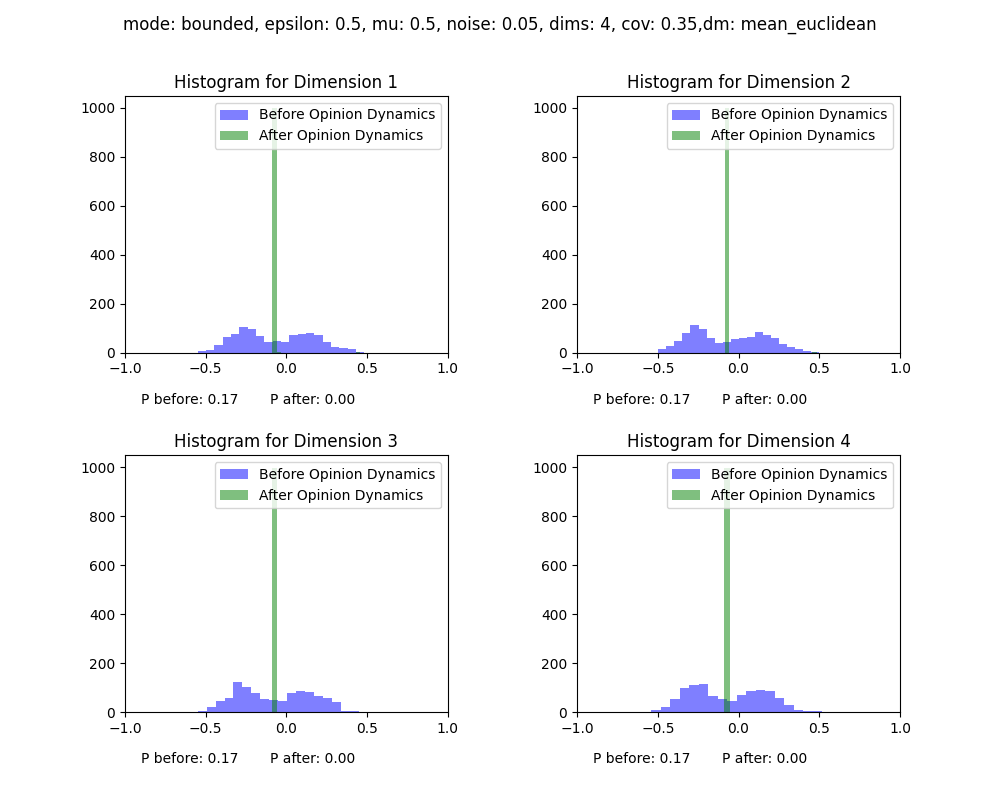 mode: bounded, epsilon: 0.5, mu: 0.5, noise: 0.05, dims: 4, cov: 0.35,dm: mean_euclidean
Histogram for Dimension 1
1000
800
600
400
200
0
Before Opinion Dynamics
After Opinion Dynamics
−1.0 −0.5 0.0 0.5 1.0
P before: 0.17 P after: 0.00
Histogram for Dimension 2
1000
800
600
400
200
0
Before Opinion Dynamics
After Opinion Dynamics
−1.0 −0.5 0.0 0.5 1.0
P before: 0.17 P after: 0.00
Histogram for Dimension 3
1000
800
600
400
200
0
Before Opinion Dynamics
After Opinion Dynamics
−1.0 −0.5 0.0 0.5 1.0
P before: 0.17 P after: 0.00
Histogram for Dimension 4
1000
800
600
400
200
0
Before Opinion Dynamics
After Opinion Dynamics
−1.0 −0.5 0.0 0.5 1.0
P before: 0.17 P after: 0.00